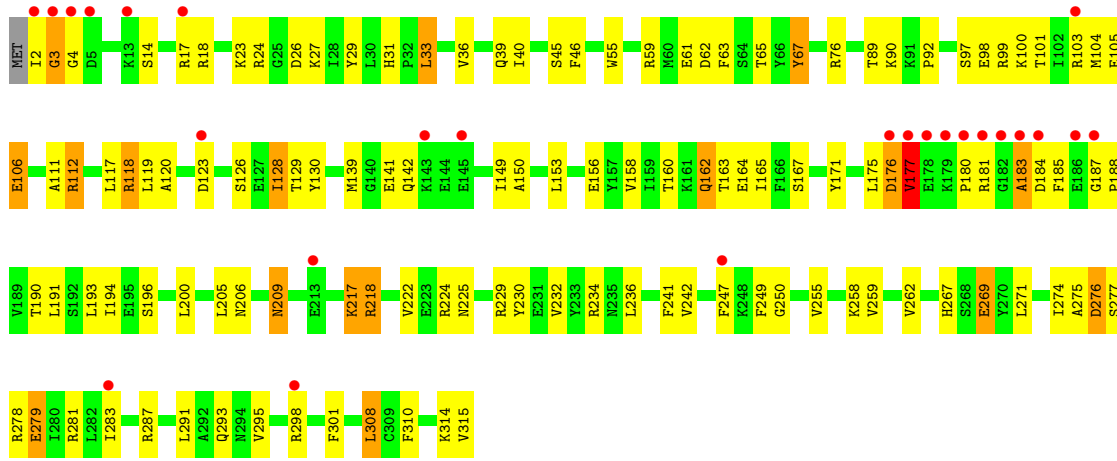 MET I2 G3 G4 D5 K13 S14 R17 R18 K23 R24 G25 D26 K27 I28 Y29 L30 H31 P32 L33 V36 Q39 I40 S45 F46 W55 R59 M60 E61 D62 F63 S64 T65 Y66 Y67 R76 T89 K90 K91 P92 S97 E98 R99 K100 T101 I102 R103 M104 E105
E106 A111 R112 L117 R118 L119 A120 D123 S126 E127 I128 T129 Y130 M139 G140 E141 Q142 K143 E144 E145 I149 A150 L153 E156 Y157 V158 I159 T160 K161 Q162 T163 E164 I165 F166 S167 Y171 L175 D176 V177 E178 K179 P180 R181 G182 A183 D184 F185 E186 G187 P188
V189 T190 L191 S192 L193 I194 E195 S196 L200 L205 N206 N209 E213 K217 R218 V222 E223 R224 N225 R229 Y230 E231 V232 Y233 R234 N235 L236 F241 V242 F247 K248 F249 G250 V255 K258 V259 V262 H267 S268 E269 Y270 L271 I274 A275 D276 S277
R278 E279 I280 R281 L282 I283 R287 L291 A292 Q293 N294 V295 R298 F301 L308 C309 F310 K314 V315